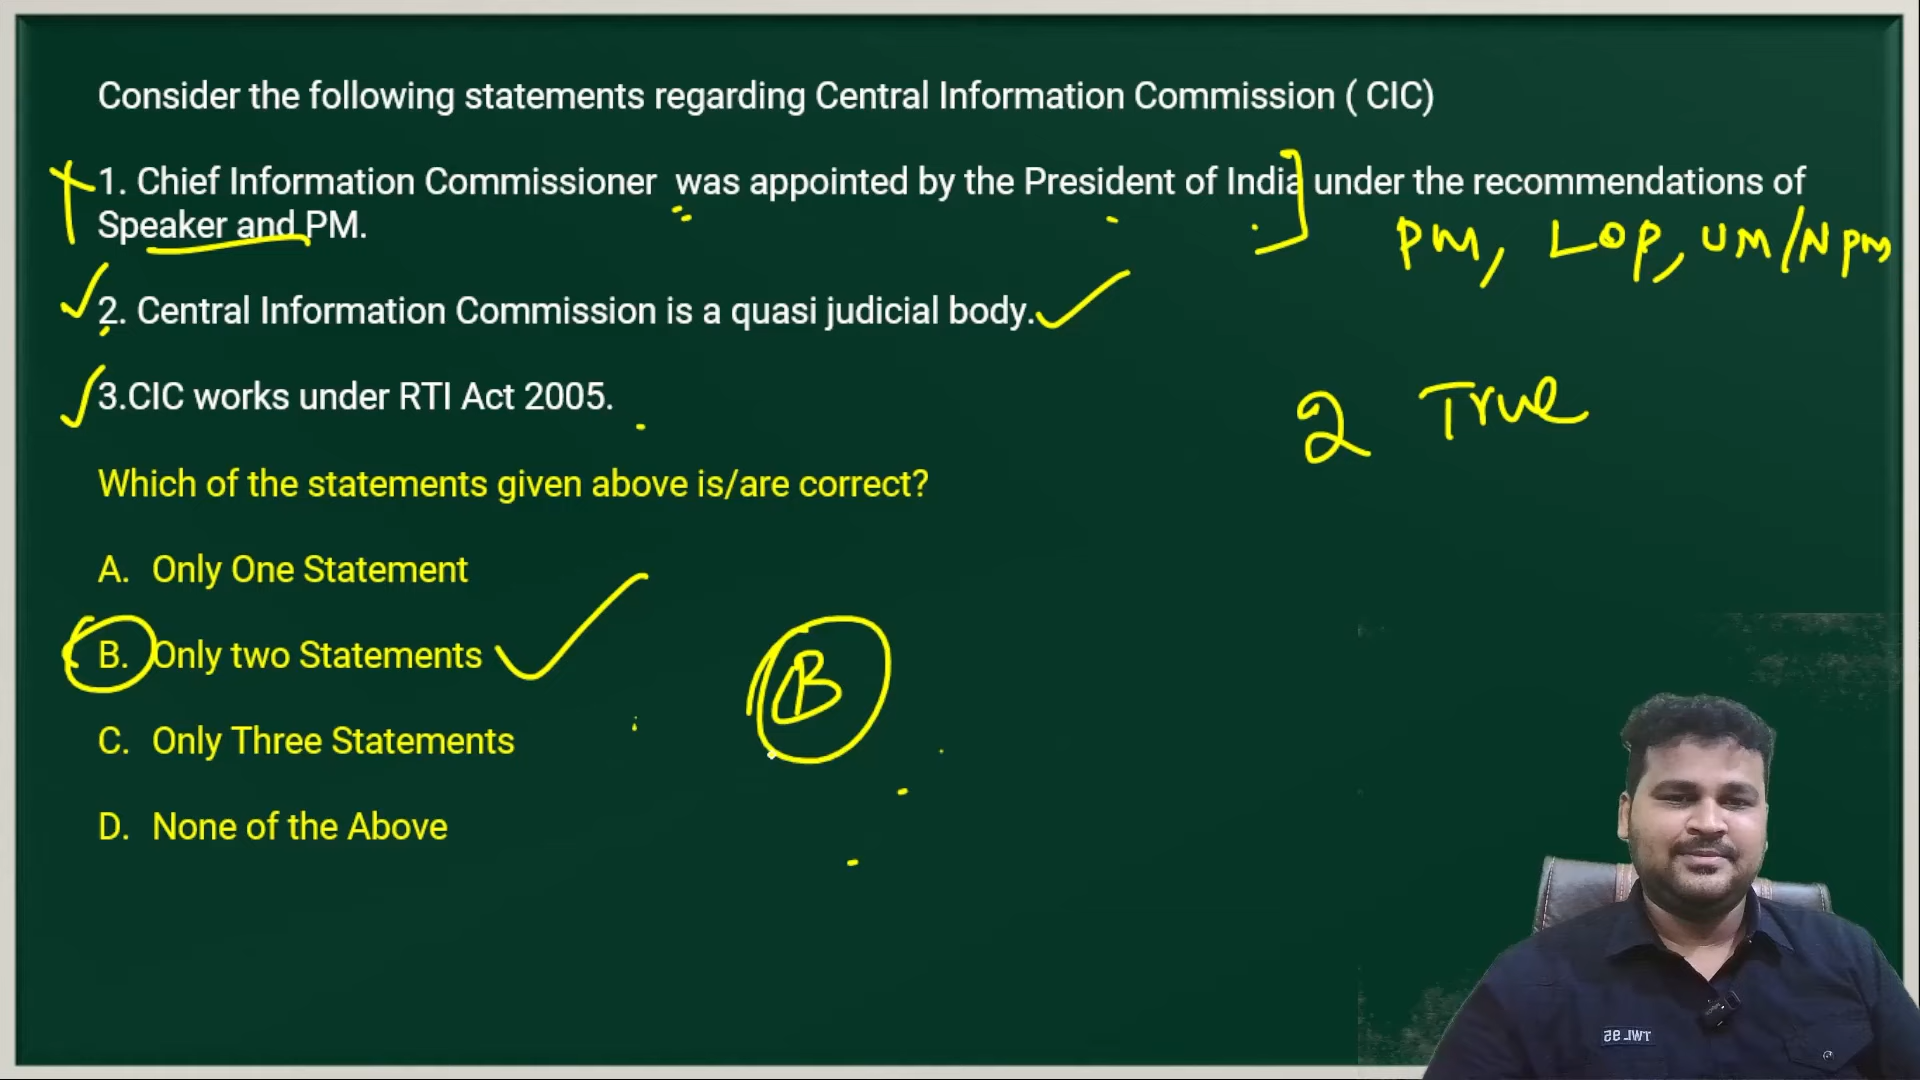 Consider the following statements regarding Central Information Commission ( CIC)
1. Chief Information Commissioner was appointed by the President of India under the recommendations of
Speaker and PM.
PM, LOP, UM/NPM
2. Central Information Commission is a quasi judicial body.
3.CIC works under RTI Act 2005.
2 True
Which of the statements given above is/are correct?
A. Only One Statement
B. Only two Statements
B
C. Only Three Statements
D. None of the Above
TWL 95